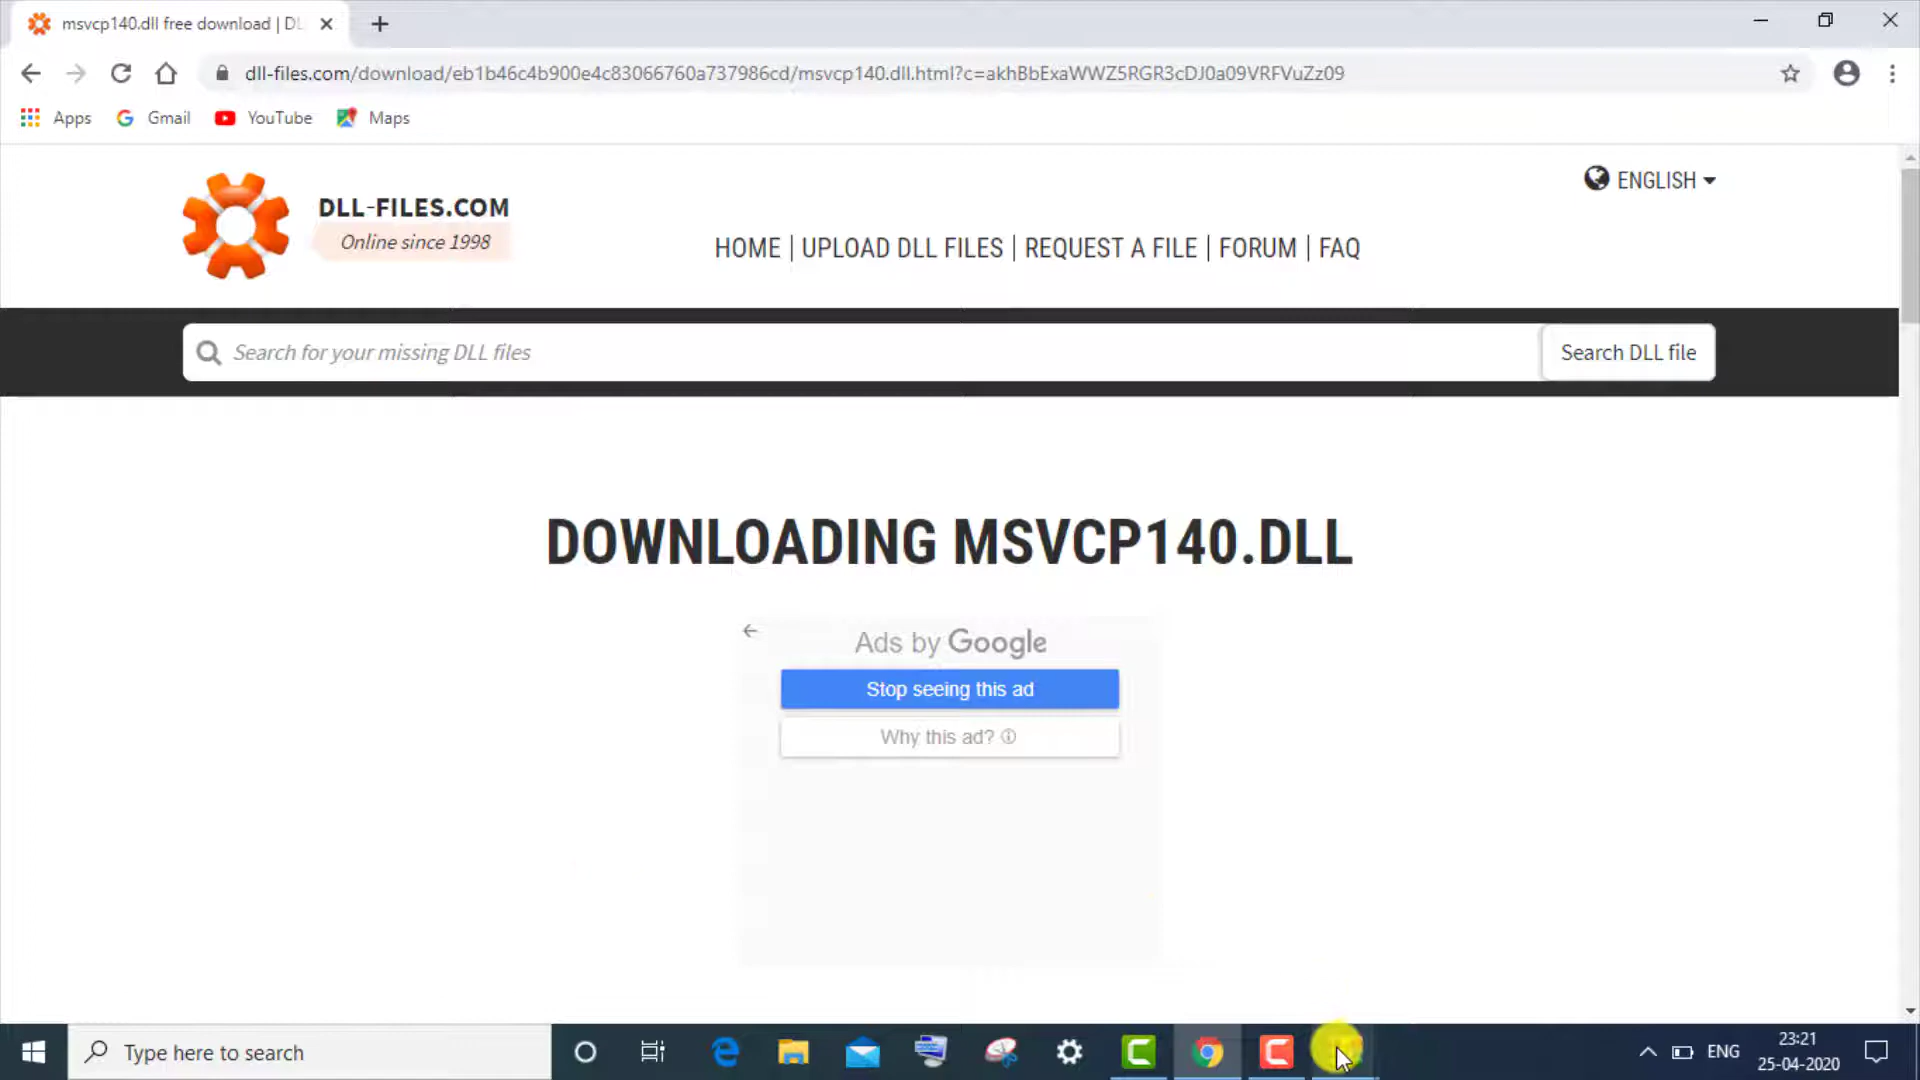 msvcp140.dll free download | DL
dll-files.com/download/eb1b46c4b900e4c83066760a737986cd/msvcp140.dll.html?c=akhBbExaWWZ5RGR3cDJ0a09VRFVuZz09
Apps Gmail YouTube Maps
ENGLISH
DLL-FILES.COM
Online since 1998
HOME | UPLOAD DLL FILES | REQUEST A FILE | FORUM | FAQ
Search for your missing DLL files
Search DLL file
DOWNLOADING MSVCP140.DLL
Ads by Google
Stop seeing this ad
Why this ad?
Type here to search
ENG
23:21
25-04-2020